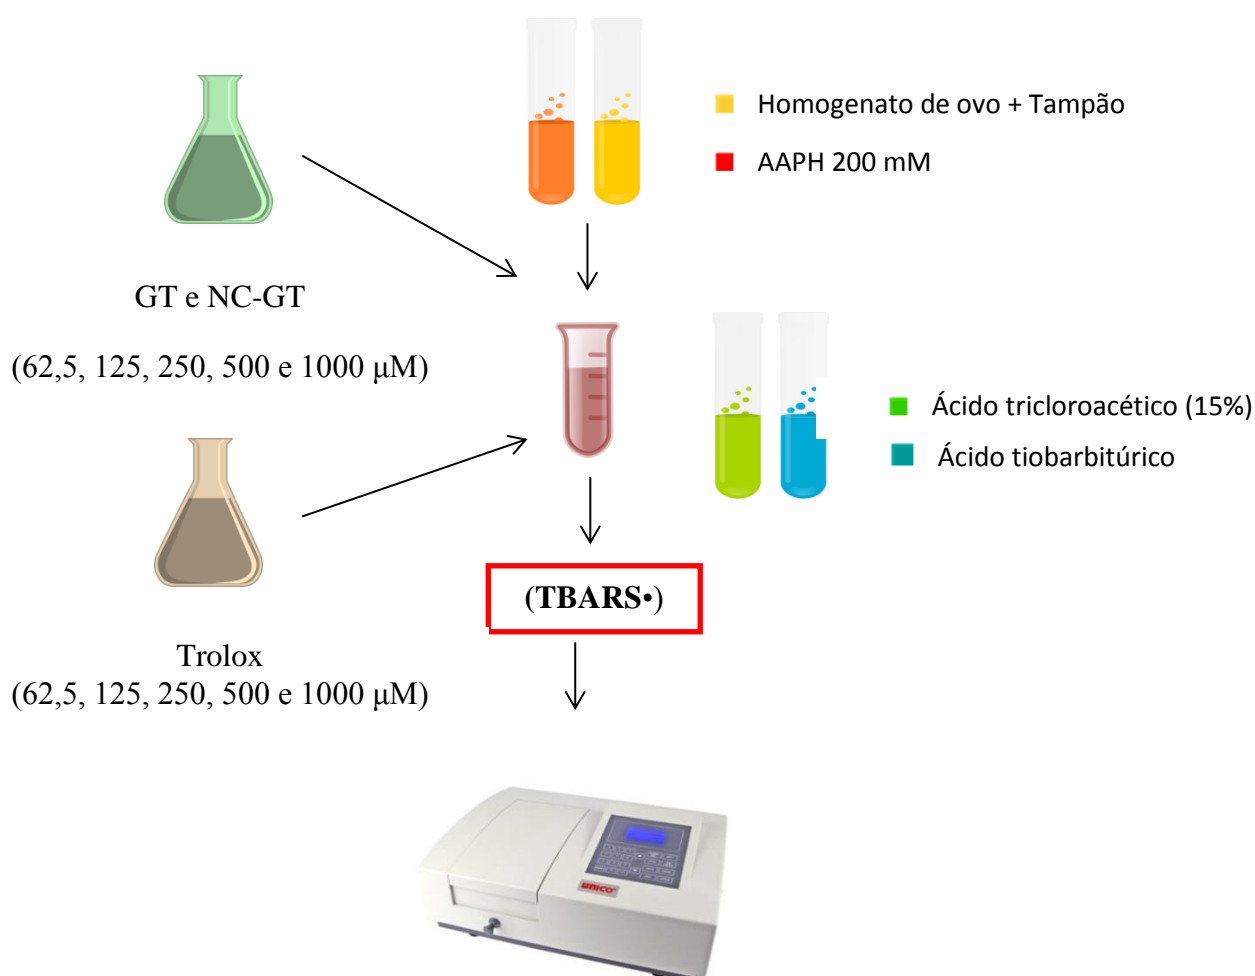 Homogenato de ovo + Tampão
AAPH 200 mM
GT e NC-GT
(62,5, 125, 250, 500 e 1000 μM)
Ácido tricloroacético (15%)
Ácido tiobarbitúrico
(TBARS•)
Trolox
(62,5, 125, 250, 500 e 1000 μM)
UNICO